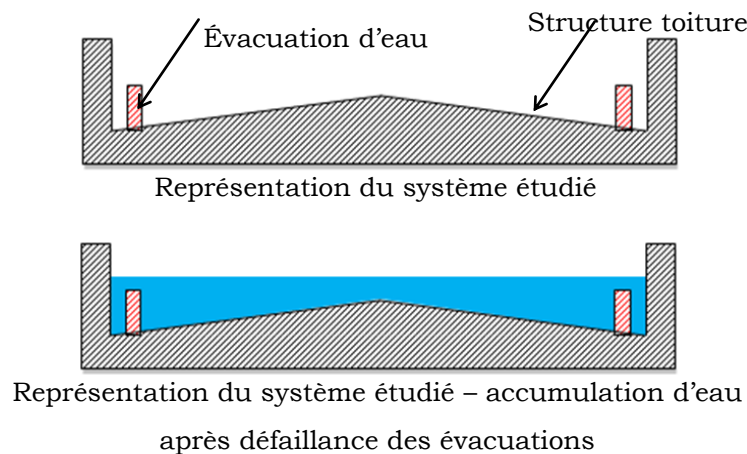 Évacuation d’eau
Structure toiture
Représentation du système étudié
Représentation du système étudié – accumulation d’eau
après défaillance des évacuations